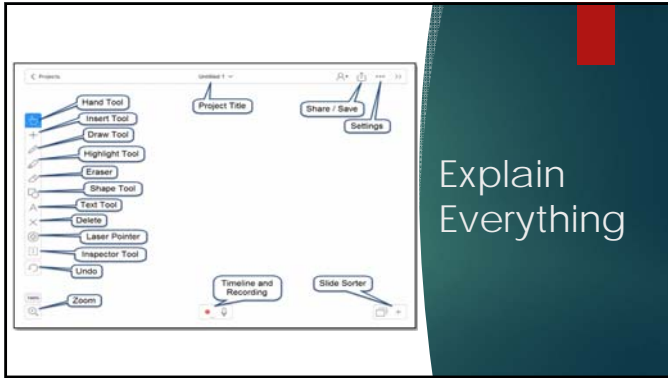 Projects
Untitled 1
Project Title
Share / Save
Settings
Hand Tool
Insert Tool
Draw Tool
Highlight Tool
Eraser
Shape Tool
Text Tool
Delete
Laser Pointer
Inspector Tool
Undo
Zoom
Timeline and
Recording
Slide Sorter
Explain
Everything